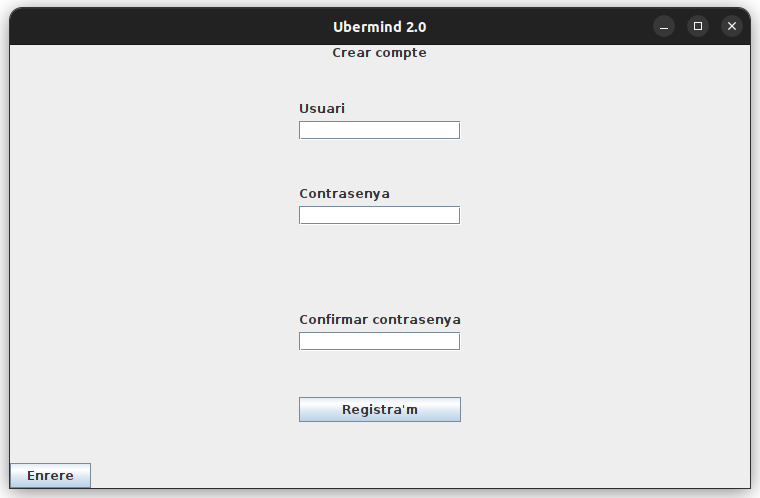 Ubermind 2.0
Crear compte
Usuari
Contrasenya
Confirmar contrasenya
Registra'm
Enrere